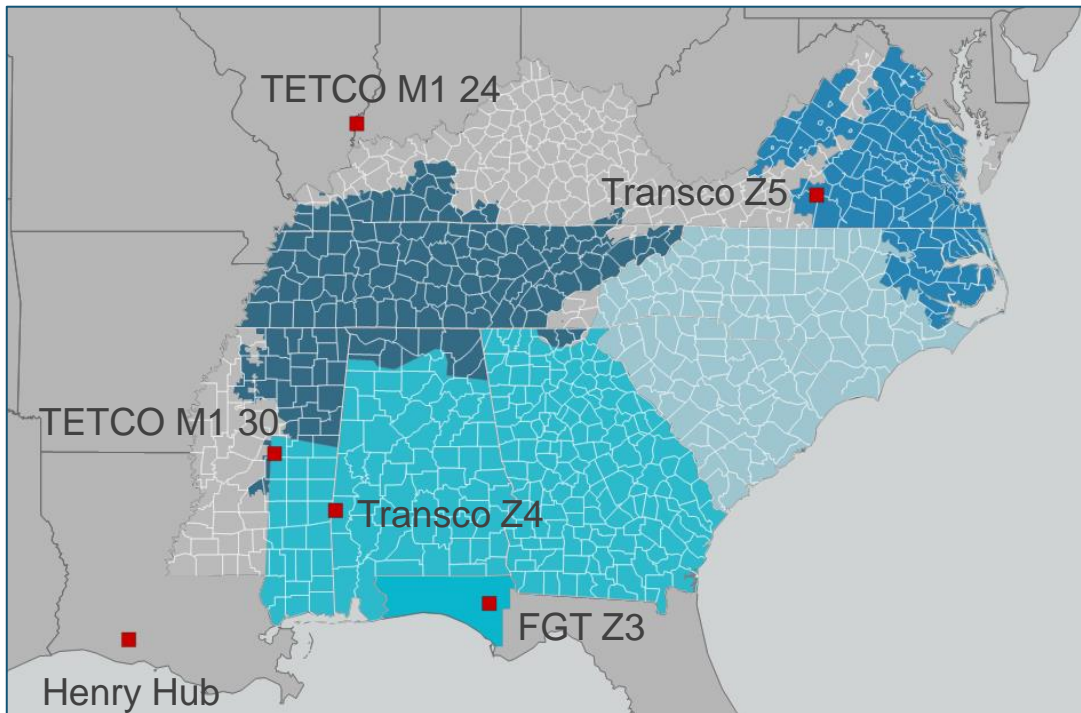 TETCO M1 24
Transco Z5
TETCO M1 30
Transco Z4
FGT Z3
Henry Hub